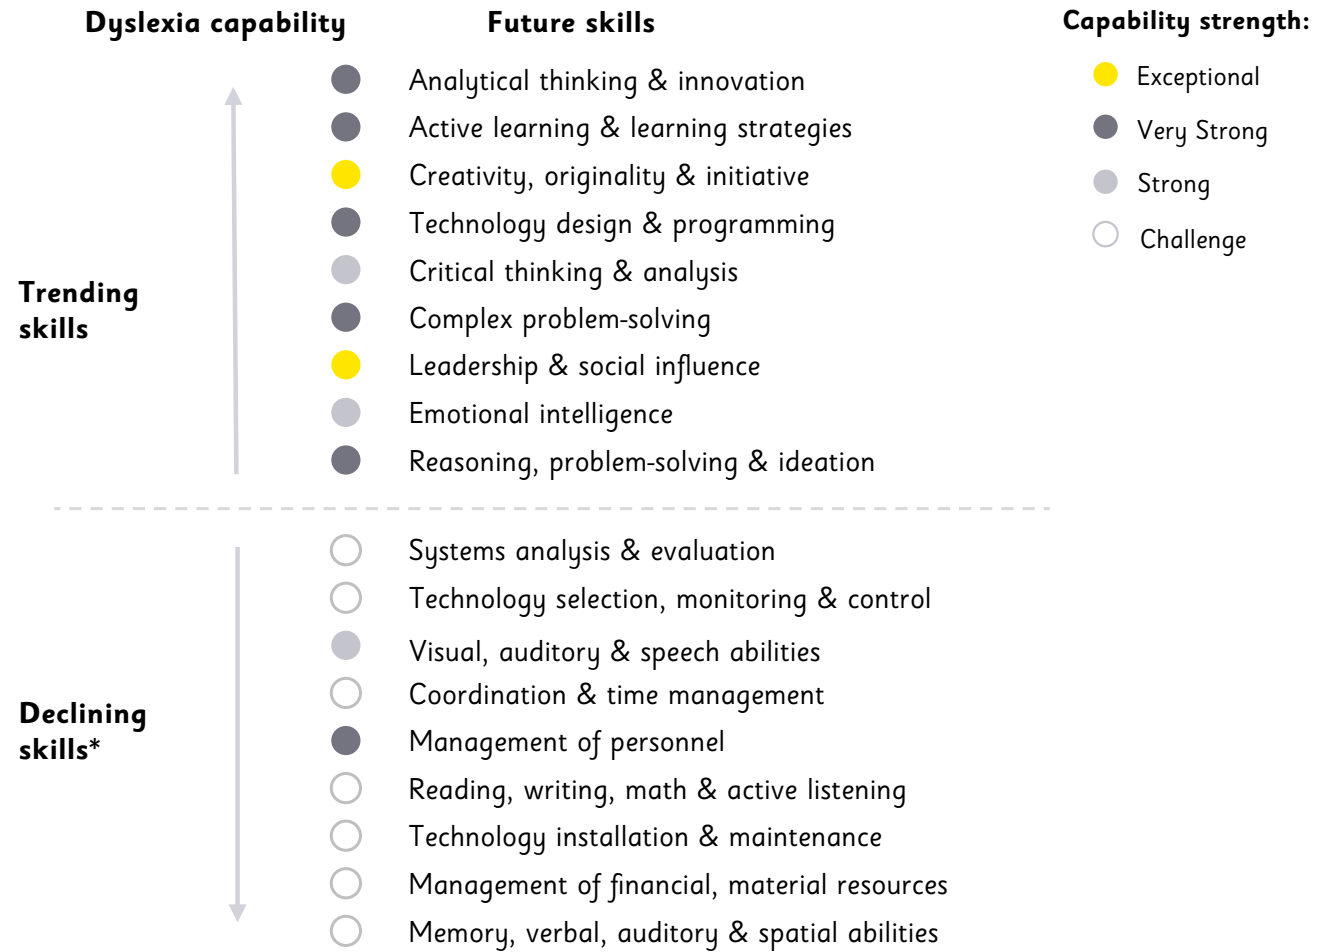 Dyslexia capability
Future skills
Capability strength:
Exceptional
Very Strong
Strong
Challenge
Trending
skills
Analytical thinking & innovation
Active learning & learning strategies
Creativity, originality & initiative
Technology design & programming
Critical thinking & analysis
Complex problem-solving
Leadership & social influence
Emotional intelligence
Reasoning, problem-solving & ideation
Declining
skills*
Systems analysis & evaluation
Technology selection, monitoring & control
Visual, auditory & speech abilities
Coordination & time management
Management of personnel
Reading, writing, math & active listening
Technology installation & maintenance
Management of financial, material resources
Memory, verbal, auditory & spatial abilities